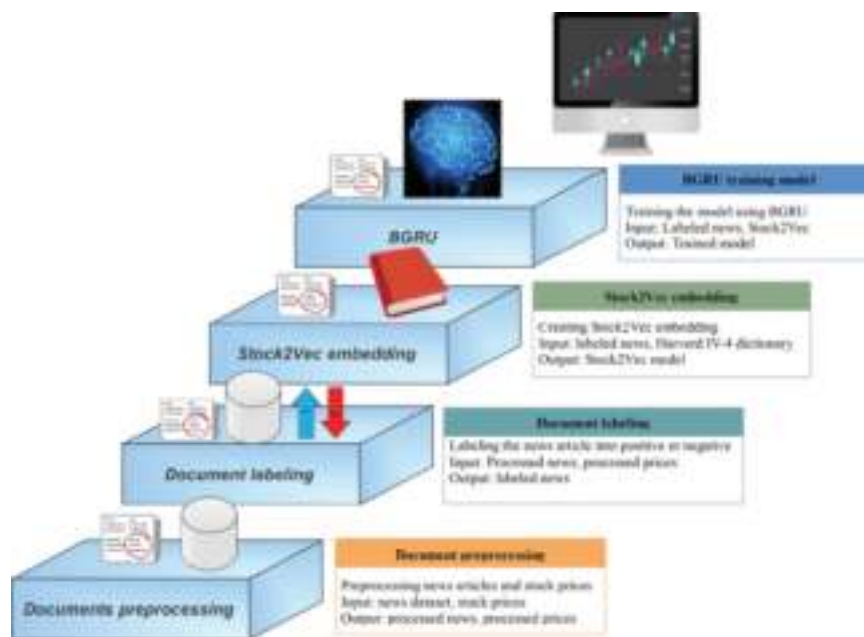 BGRU training model
Training the model using BGRU
Input: Labeled news, Stock2Vec
Output: Trained model
BGRU
Stock2Vec embedding
Creating Stock2Vec embedding
Input: labeled news, Harvard IV-4 dictionary
Output: Stock2Vec model
Stock2Vec embedding
Document labeling
Labeling the news article into positive or negative
Input: Processed news, processed prices
Output: labeled news
Document labeling
Document preprocessing
Preprocessing news articles and stock prices
Input: news dataset, stock prices
Output: processed news, processed prices
Documents preprocessing